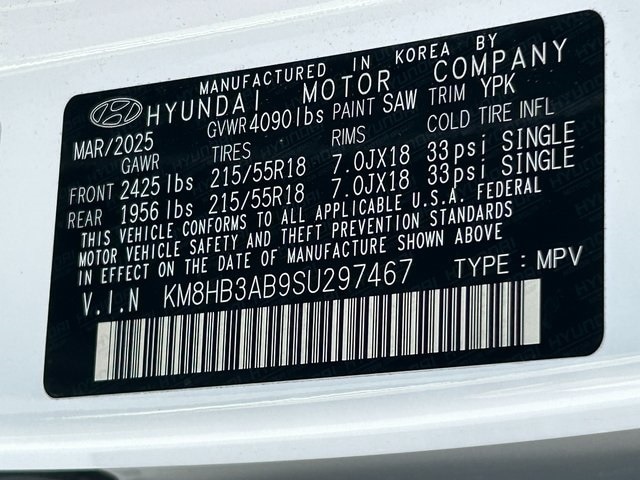 MANUFACTURED IN KOREA BY
HYUNDAI MOTOR COMPANY
MAR/2025 GVWR 4090 lbs PAINT SAW TRIM YPK
GAWR TIRES RIMS COLD TIRE INFL
FRONT 2425 lbs 215/55R18 7.0JX18 33psi SINGLE
REAR 1956 lbs 215/55R18 7.0JX18 33psi SINGLE
THIS VEHICLE CONFORMS TO ALL APPLICABLE U.S.A. FEDERAL
MOTOR VEHICLE SAFETY AND THEFT PREVENTION STANDARDS
IN EFFECT ON THE DATE OF MANUFACTURE SHOWN ABOVE
V.I.N KM8HB3AB9SU297467 TYPE : MPV